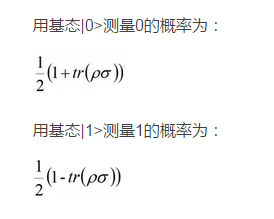 用基态|0>测量0的概率为：
1/2(1+tr(ρσ))
用基态|1>测量1的概率为：
1/2(1-tr(ρσ))